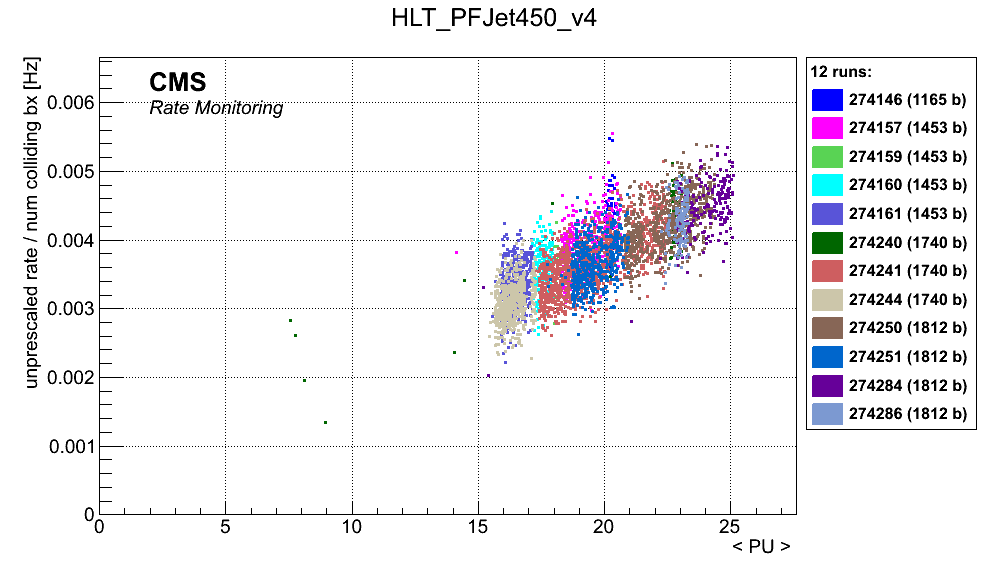 HLT_PFJet450_v4
unprescaled rate / num colliding bx [Hz]
CMS
Rate Monitoring
0.006
0.005
0.004
0.003
0.002
0.001
0
0 5 10 15 20 25
< PU >
12 runs:
274146 (1165 b)
274157 (1453 b)
274159 (1453 b)
274160 (1453 b)
274161 (1453 b)
274240 (1740 b)
274241 (1740 b)
274244 (1740 b)
274250 (1812 b)
274251 (1812 b)
274284 (1812 b)
274286 (1812 b)